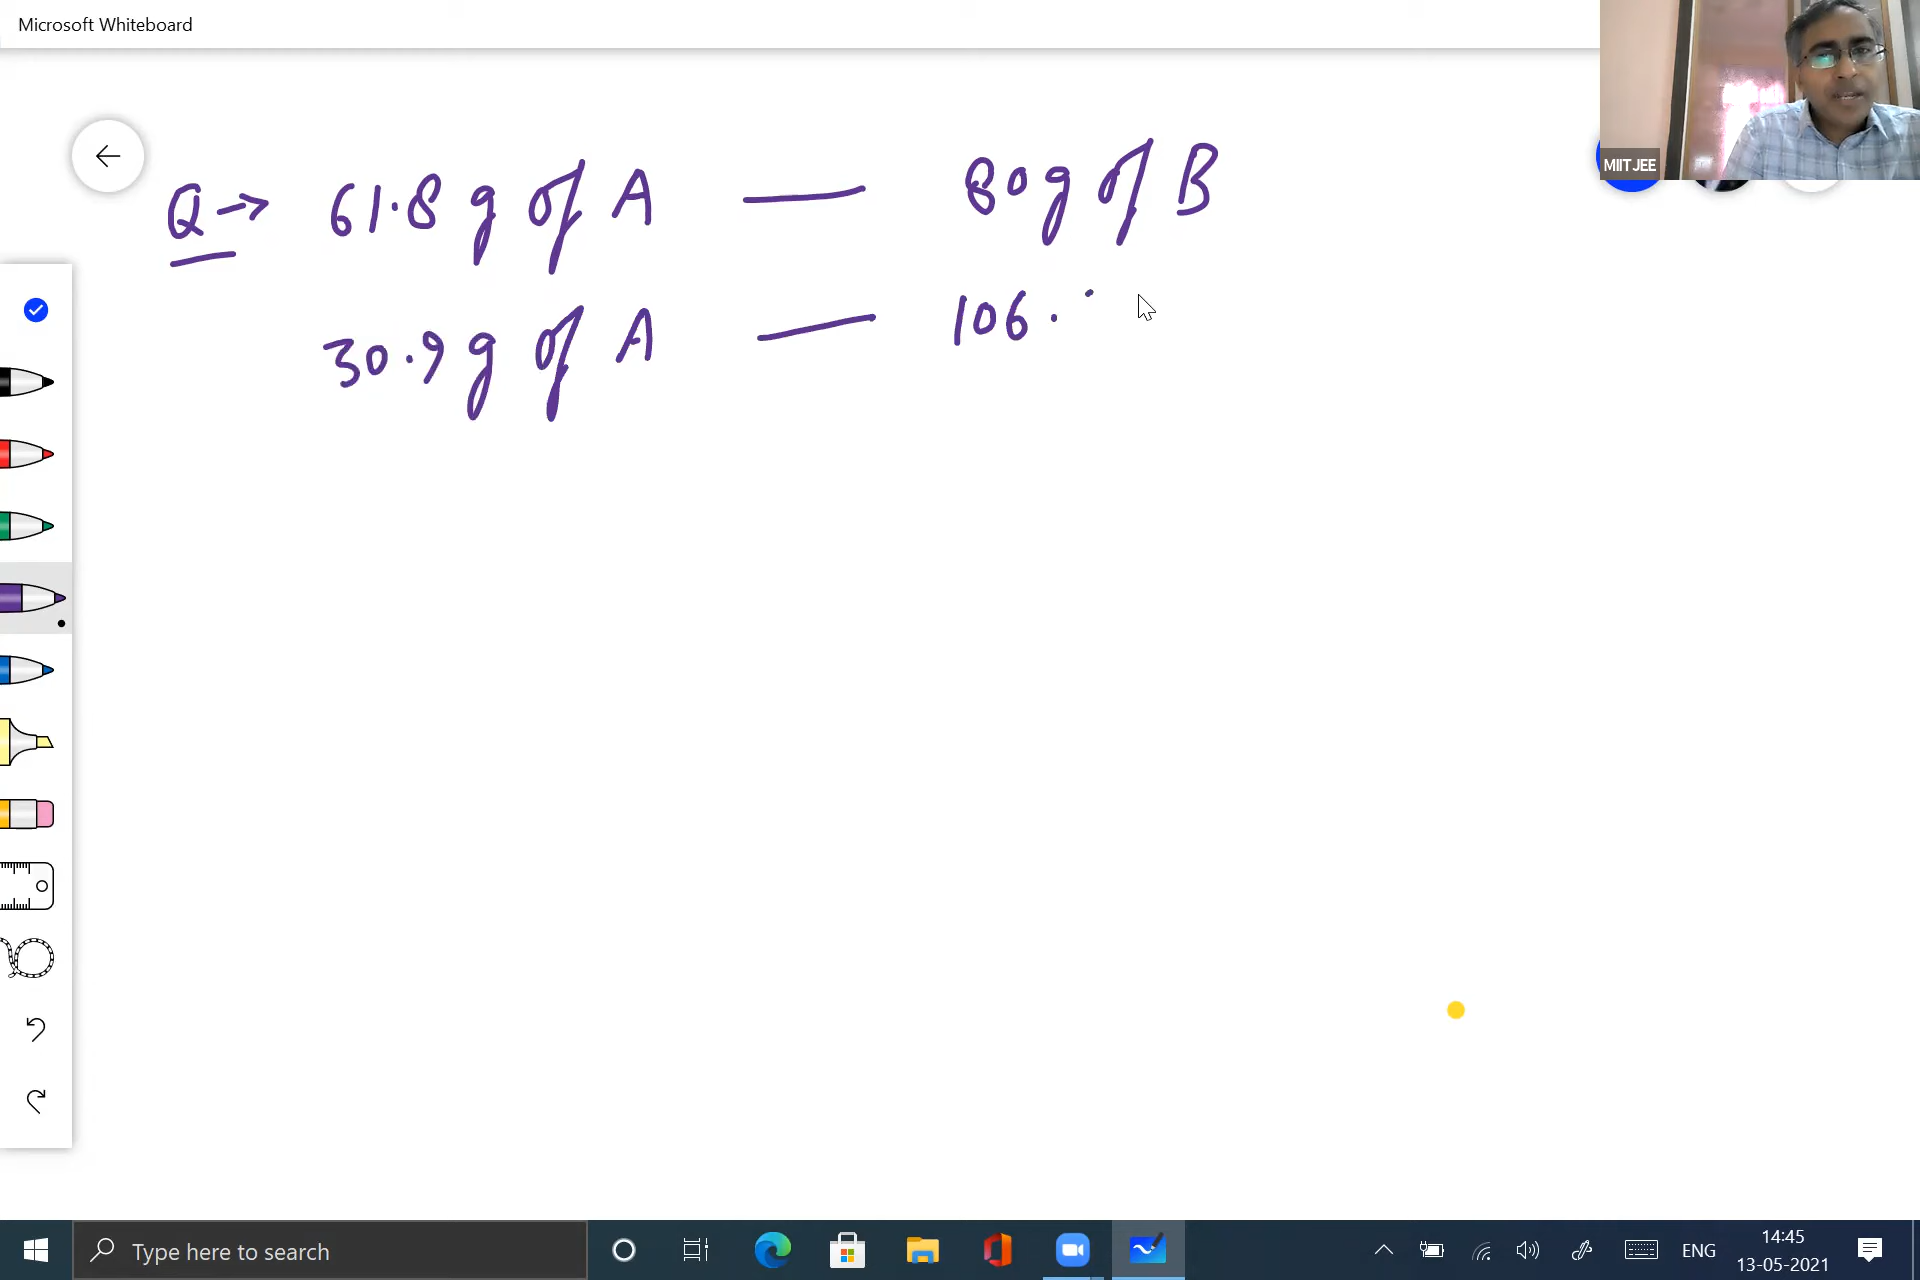 Microsoft Whiteboard
MIIT JEE
Q → 61.8 g of A — 80 g of B
30.9 g of A — 106.
Type here to search
ENG
14:45
13-05-2021